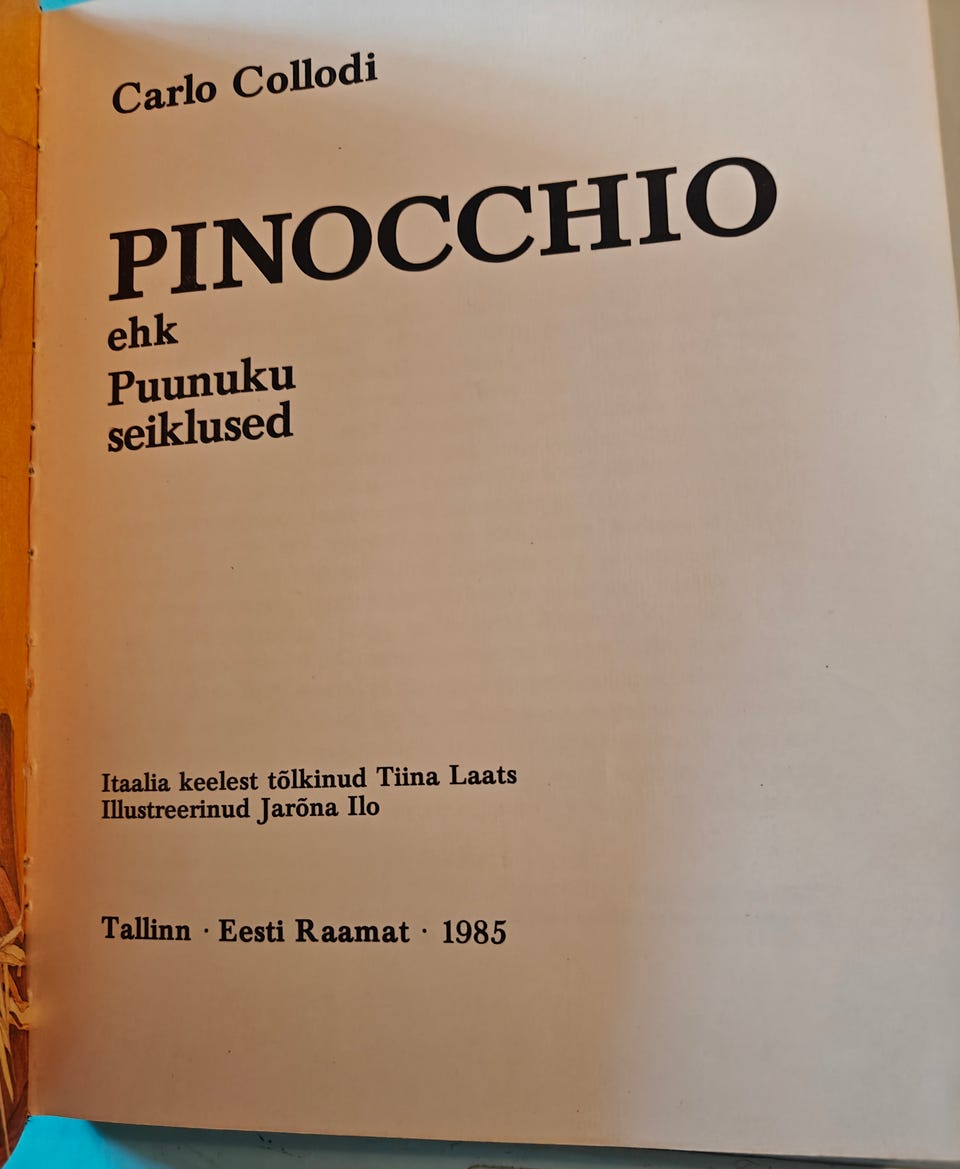 Carlo Collodi
PINOCCHIO
ehk
Puunuku
seiklused
Itaalia keelest tõlkinud Tiina Laats
Illustreerinud Jarõna Ilo
Tallinn · Eesti Raamat · 1985